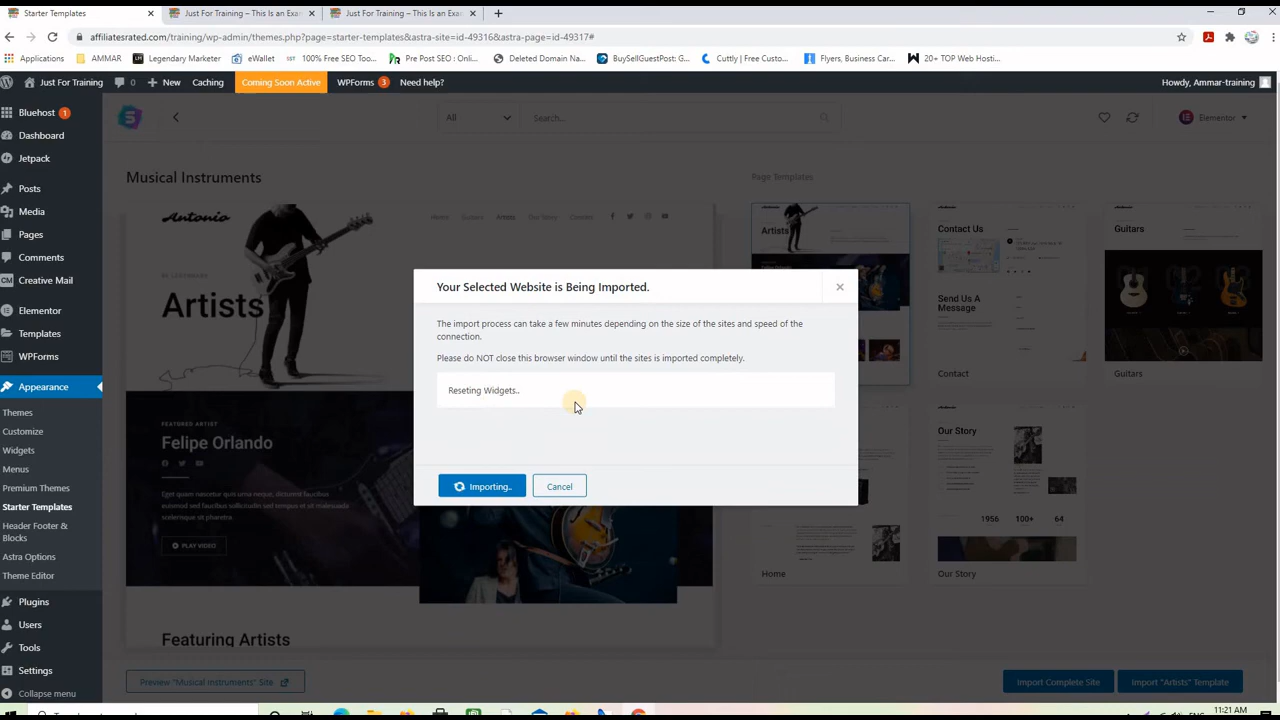 Starter Templates
Just For Training – This Is an Exa
Just For Training – This Is an Exa
affiliatesrated.com/training/wp-admin/themes.php?page=starter-templates&astra-site=id-49316&astra-page=id-49317#
Applications
AMMAR
Legendary Marketer
eWallet
100% Free SEO Too...
Pre Post SEO : Onli...
Deleted Domain Na...
BuySellGuestPost: G...
Cuttly | Free Custo...
Flyers, Business Car...
20+ TOP Web Hosti...
Just For Training
0
New
Caching
Coming Soon Active
WPForms 3
Need help?
Howdy, Ammar-training
Bluehost 1
Dashboard
Jetpack
Posts
Media
Pages
Comments
Creative Mail
Elementor
Templates
WPForms
Appearance
Themes
Customize
Widgets
Menus
Premium Themes
Starter Templates
Header Footer &
Blocks
Astra Options
Theme Editor
Plugins
Users
Tools
Settings
Collapse menu
All
Search...
Elementor
Musical Instruments
Antonio
Home
Guitars
Artists
Our Story
Contact
Artists
FEATURED ARTIST
Felipe Orlando
PLAY VIDEO
Featuring Artists
Preview "Musical Instruments" Site
Your Selected Website is Being Imported.
The import process can take a few minutes depending on the size of the sites and speed of the
connection.
Please do NOT close this browser window until the sites is imported completely.
Reseting Widgets..
Importing..
Cancel
Page Templates
Artists
Contact Us
Send Us A
Message
Contact
Guitars
Guitars
Home
Our
Story
1956
100+
64
Our Story
Import Complete Site
Import "Artists" Template
11:21 AM